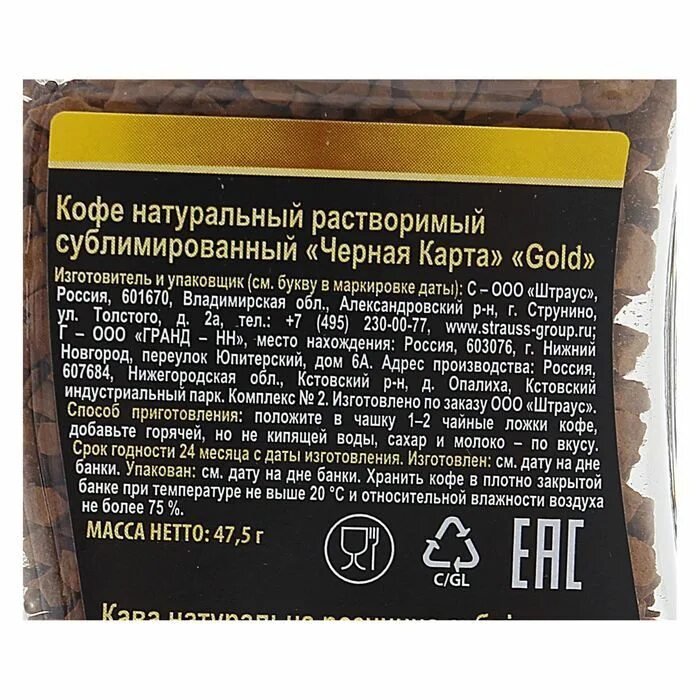 Кофе натуральный растворимый
сублимированный «Черная Карта» «Gold»
Изготовитель и упаковщик (см. букву в маркировке даты): С – ООО «Штраус»,
Россия, 601670, Владимирская обл., Александровский р-н, г. Струнино,
ул. Толстого, д. 2а, тел.: +7 (495) 230-00-77, www.strauss-group.ru;
Г – ООО «ГРАНД – НН», место нахождения: Россия, 603076, г. Нижний
Новгород, переулок Юпитерский, дом 6А. Адрес производства: Россия,
607684, Нижегородская обл., Кстовский р-н, д. Опалиха, Кстовский
индустриальный парк. Комплекс № 2. Изготовлено по заказу ООО «Штраус».
Способ приготовления: положите в чашку 1–2 чайные ложки кофе,
добавьте горячей, но не кипящей воды, сахар и молоко – по вкусу.
Срок годности 24 месяца с даты изготовления. Изготовлен: см. дату на дне
банки. Упакован: см. дату на дне банки. Хранить кофе в плотно закрытой
банке при температуре не выше 20 °С и относительной влажности воздуха
не более 75 %.
МАССА НЕТТО: 47,5 г
C/GL
EAC
Кава натуральна